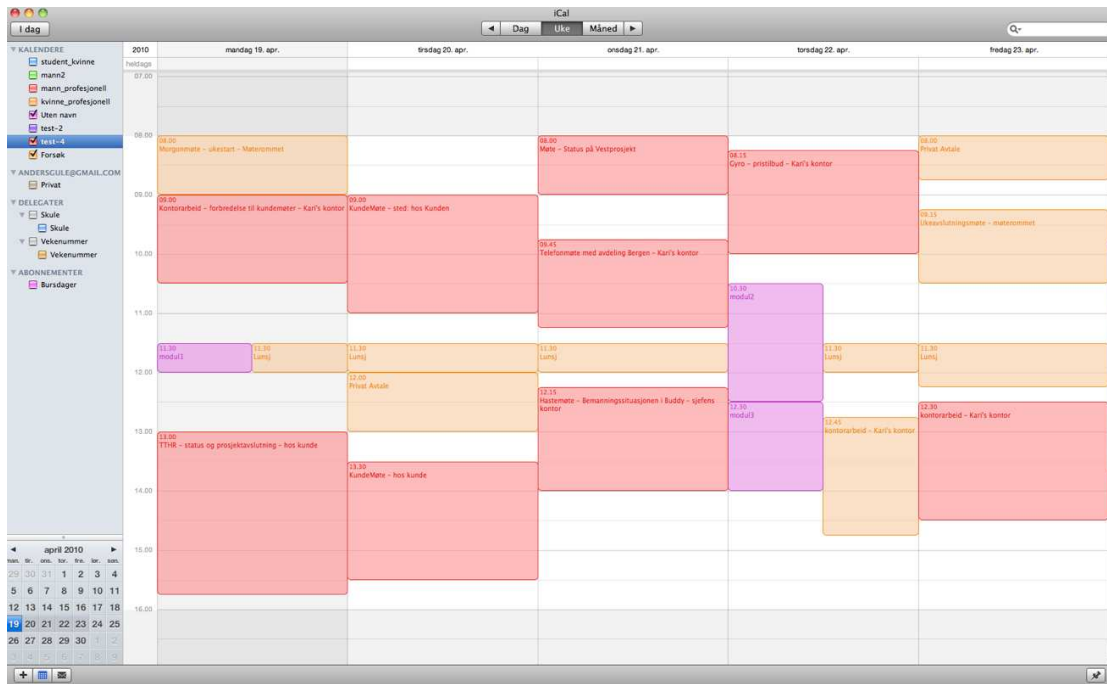 iCal
I dag
Dag Uke Måned
KALENDERE
student_kvinne
mann2
mann_profesjonell
kvinne_profesjonell
Uten navn
test-2
test-4
Forsøk
ANDERSGULE@GMAIL.COM
Privat
DELEGATER
Skule
Skule
Vekenummer
Vekenummer
ABONNEMENTER
Bursdager
april 2010
man. tir. ons. tor. fre. lør. søn.
29 30 31 1 2 3 4
5 6 7 8 9 10 11
12 13 14 15 16 17 18
19 20 21 22 23 24 25
26 27 28 29 30 1 2
3 4 5 6 7 8 9
2010 mandag 19. apr. tirsdag 20. apr. onsdag 21. apr. torsdag 22. apr. fredag 23. apr.
heldags
07.00
08.00
09.00
10.00
11.00
12.00
13.00
14.00
15.00
16.00
08.00
Morgenmøte – ukestart – Møterommet
09.00
Kontorarbeid – forbredelse til kundemøter – Kari's kontor
11.30
modul1
11.30
Lunsj
13.00
TTHR – status og prosjektavslutning – hos kunde
09.00
KundeMøte – sted: hos Kunden
11.30
Lunsj
12.00
Privat Avtale
13.30
KundeMøte – hos kunde
08.00
Møte – Status på Vestprosjekt
09.45
Telefonmøte med avdeling Bergen – Kari's kontor
11.30
Lunsj
12.15
Hastemøte – Bemanningssituasjonen i Buddy – sjefens
kontor
08.15
Gyro – pristilbud – Kari's kontor
10.30
modul2
11.30
Lunsj
12.30
modul3
12.45
kontorarbeid – Kari's kontor
08.00
Privat Avtale
09.15
Ukeavslutningsmøte – møterommet
11.30
Lunsj
12.30
kontorarbeid – Kari's kontor